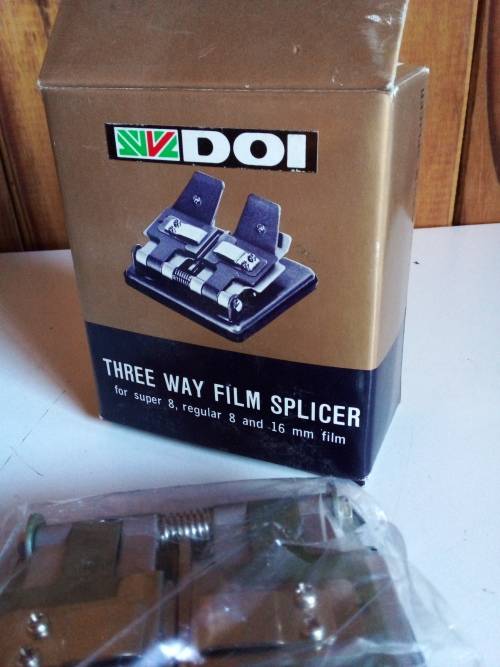 DOI
THREE WAY FILM SPLICER
for super 8, regular 8 and 16 mm film